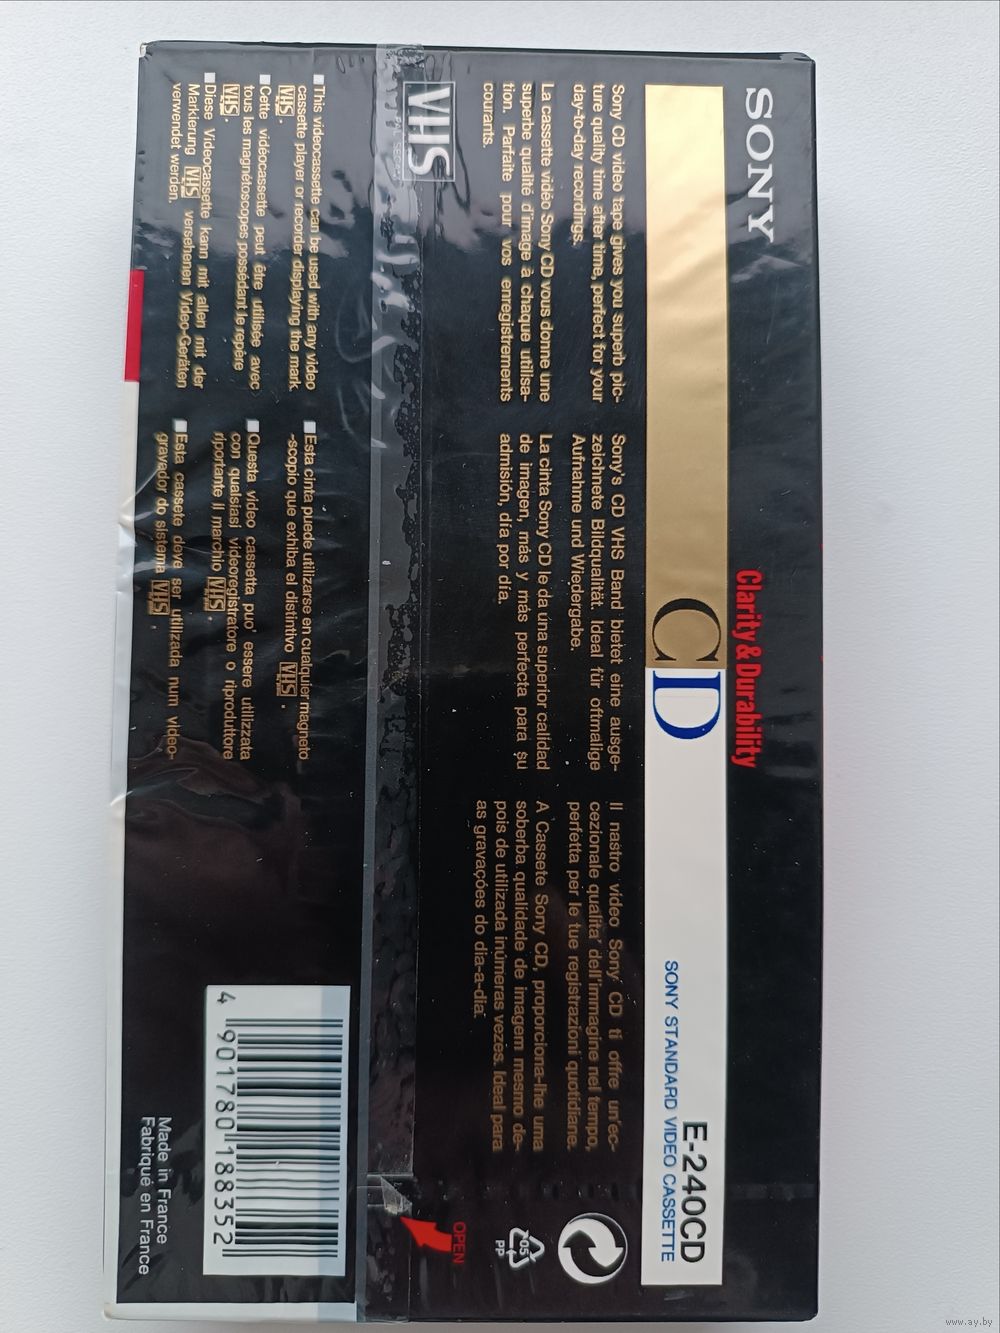 SONY
Clarity & Durability
CD
E-240CD
SONY STANDARD VIDEO CASSETTE
Sony CD video tape gives you superb pic-
ture quality time after time, perfect for your
day-to-day recordings.
La cassette vidéo Sony CD vous donne une
superbe qualité d'image à chaque utilisa-
tion. Parfaite pour vos enregistrements
courants.
Sony's CD VHS Band bietet eine ausge-
zeichnete Bildqualität. Ideal für oftmalige
Aufnahme und Wiedergabe.
La cinta Sony CD le da una superior calidad
de imagen, más y más perfecta para su
admisión, día por día.
Il nastro video Sony CD ti offre un'ec-
cezionale qualita' dell'immagine nel tempo,
perfetta per le tue registrazioni quotidiane.
A Cassete Sony CD, proporciona-lhe uma
soberba qualidade de imagem mesmo de-
pois de utilizada inúmeras vezes. Ideal para
as gravações do dia-a-dia.
05
PP
OPEN
VHS
PAL SECAM
This videocassette can be used with any video
cassette player or recorder displaying the mark
VHS.
Cette vidéocassette peut être utilisée avec
tous les magnétoscopes possédant le repère
VHS.
Diese Videocassette kann mit allen mit der
Markierung VHS versehenen Video-Geräten
verwendet werden.
Esta cinta puede utilizarse en cualquier magneto
-scopio que exhiba el distintivo VHS.
Questa video cassetta puo' essere utilizzata
con qualsiasi videoregistratore o riproduttore
riportante il marchio VHS.
Esta cassete deve ser utilizada num video-
gravador do sistema VHS.
4 901780 188352
Made in France
Fabriqué en France
www.ay.by